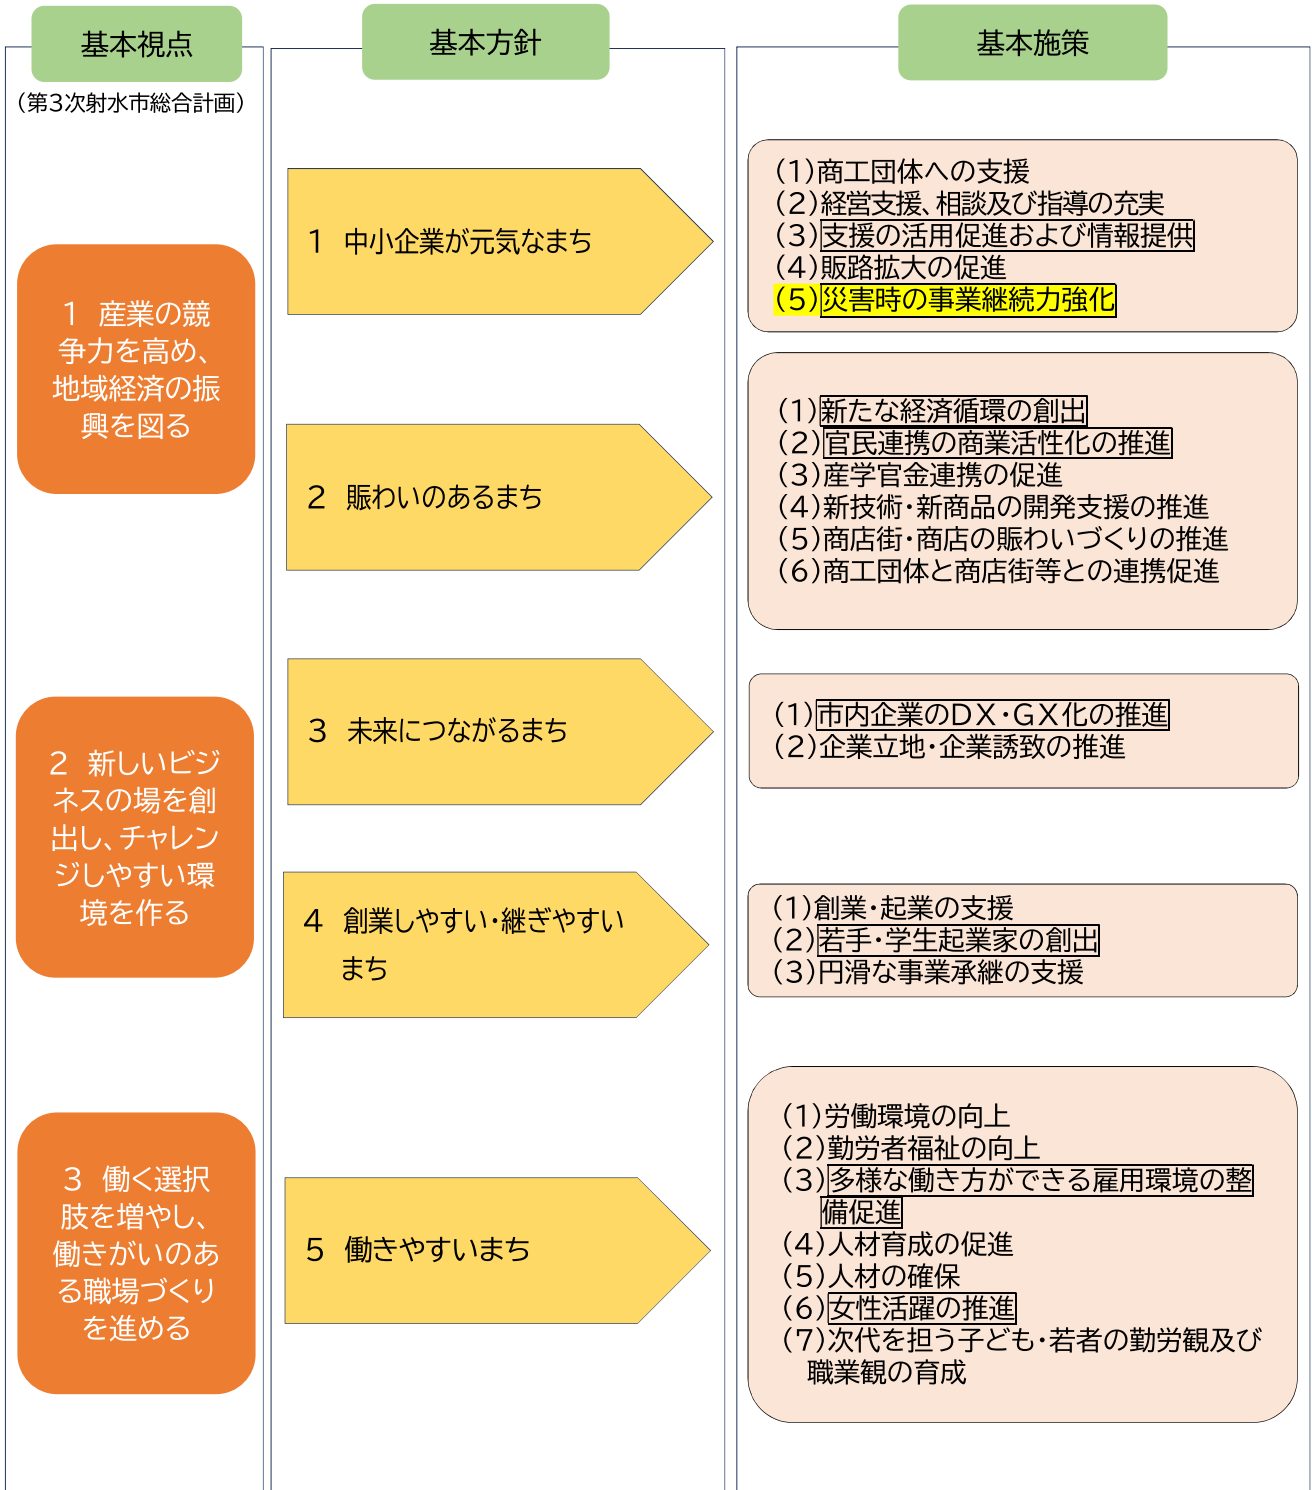 基本視点
(第3次射水市総合計画)
1 産業の競
争力を高め、
地域経済の振
興を図る
2 新しいビジ
ネスの場を創
出し、チャレン
ジしやすい環
境を作る
3 働く選択
肢を増やし、
働きがいのあ
る職場づくり
を進める
基本方針
1 中小企業が元気なまち
2 賑わいのあるまち
3 未来につながるまち
4 創業しやすい・継ぎやすい
まち
5 働きやすいまち
基本施策
(1)商工団体への支援
(2)経営支援、相談及び指導の充実
(3)支援の活用促進および情報提供
(4)販路拡大の促進
(5)災害時の事業継続力強化
(1)新たな経済循環の創出
(2)官民連携の商業活性化の推進
(3)産学官金連携の促進
(4)新技術・新商品の開発支援の推進
(5)商店街・商店の賑わいづくりの推進
(6)商工団体と商店街等との連携促進
(1)市内企業のDX・GX化の推進
(2)企業立地・企業誘致の推進
(1)創業・起業の支援
(2)若手・学生起業家の創出
(3)円滑な事業承継の支援
(1)労働環境の向上
(2)勤労者福祉の向上
(3)多様な働き方ができる雇用環境の整
備促進
(4)人材育成の促進
(5)人材の確保
(6)女性活躍の推進
(7)次代を担う子ども・若者の勤労観及び
職業観の育成